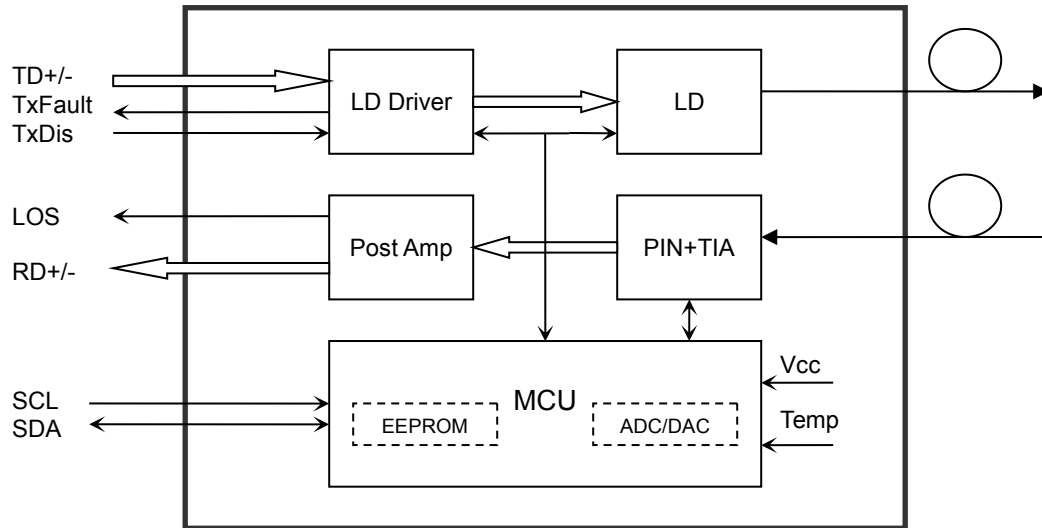 TD+/-
TxFault
TxDis
LD Driver
LD
LOS
RD+/-
Post Amp
PIN+TIA
SCL
SDA
MCU
EEPROM
ADC/DAC
Vcc
Temp